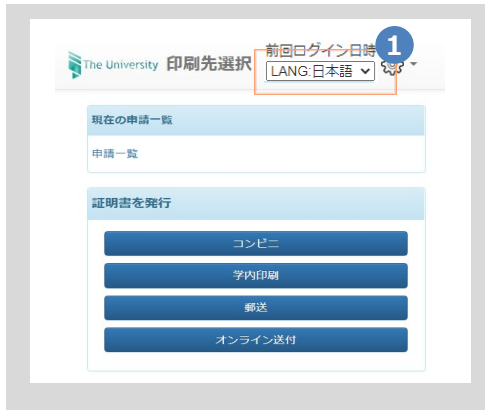 前回ログイン日時
1
The University 印刷先選択 LANG:日本語
現在の申請一覧
申請一覧
証明書を発行
コンビニ
学内印刷
郵送
オンライン送付